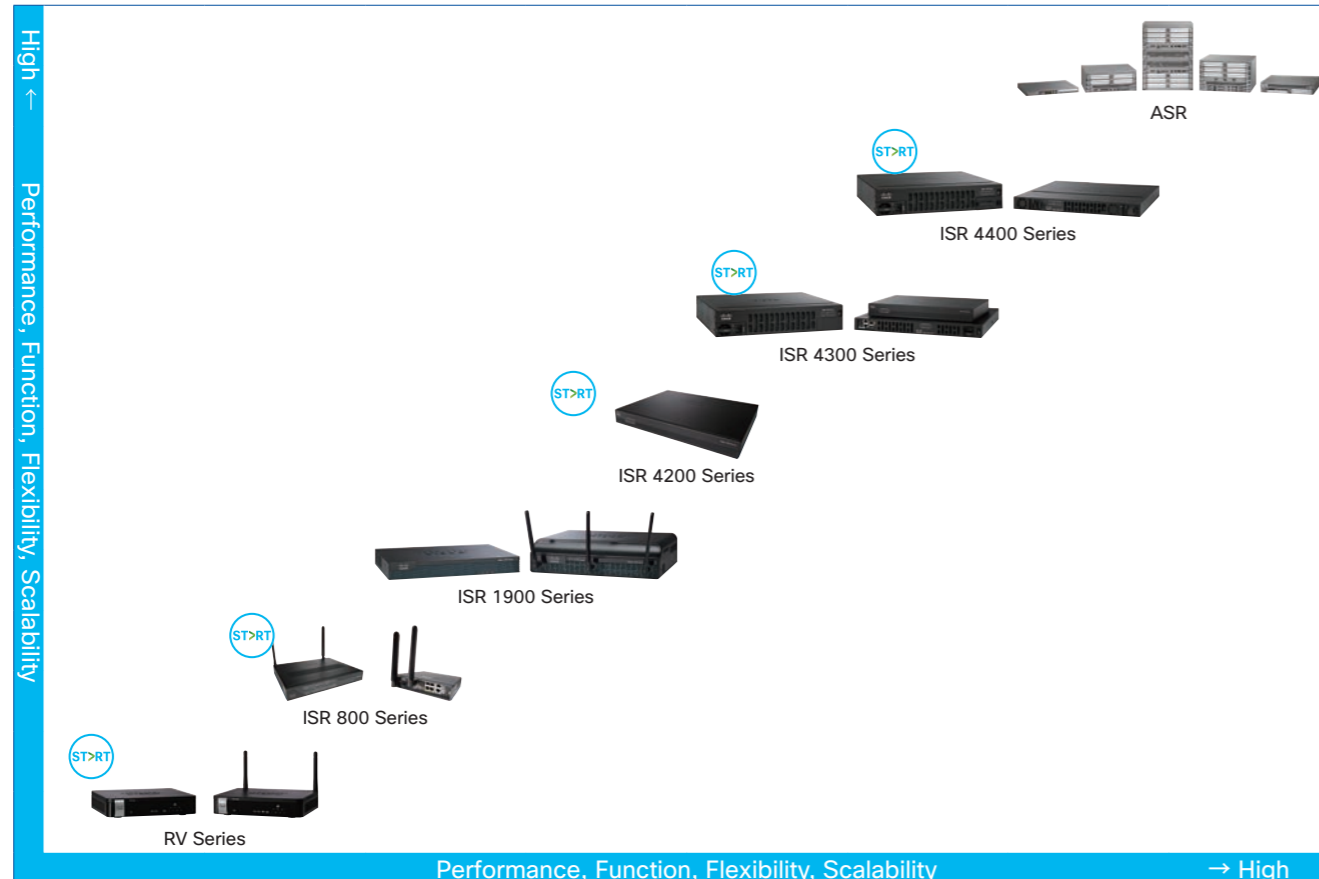 High ←
Performance, Function, Flexibility, Scalability
ASR
ST>RT
ISR 4400 Series
ST>RT
ISR 4300 Series
ST>RT
ISR 4200 Series
ISR 1900 Series
ST>RT
ISR 800 Series
ST>RT
RV Series
Performance, Function, Flexibility, Scalability → High